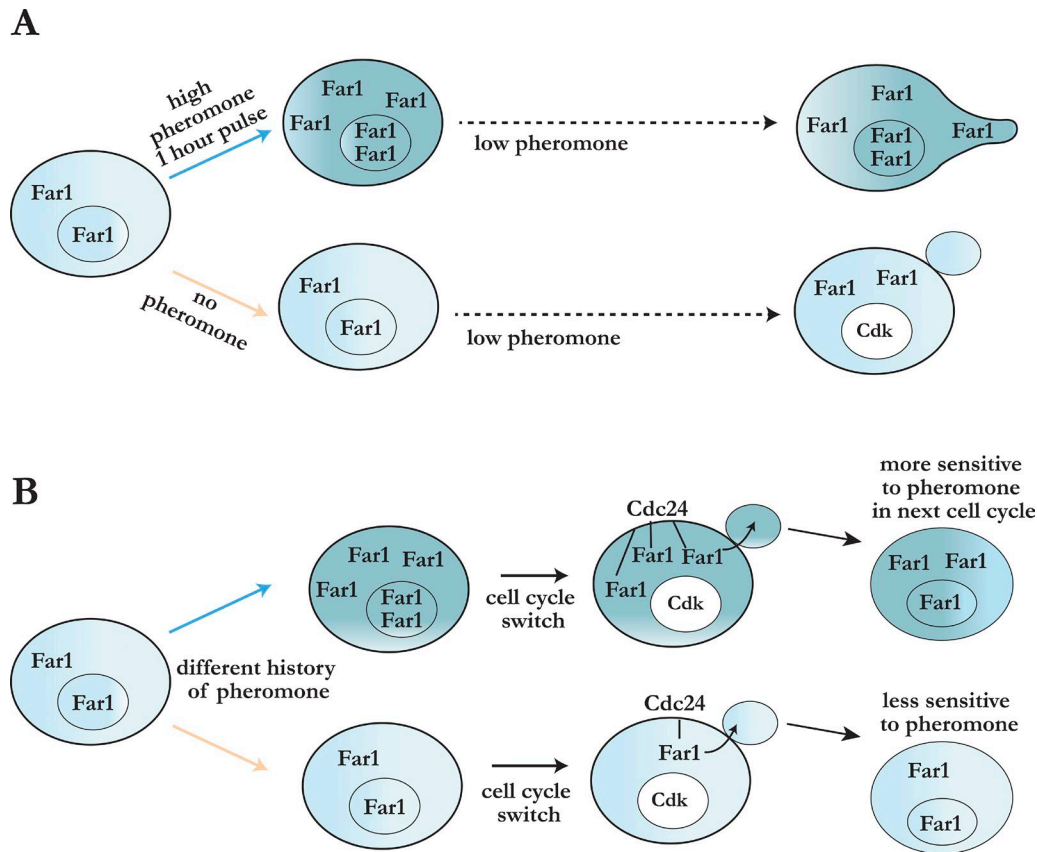 A
high
pheromone
1 hour pulse
Far1
Far1
Far1
Far1
Far1
Far1
Far1
low pheromone
Far1
Far1
Far1
Far1
Far1
no
pheromone
Far1
Far1
low pheromone
Far1
Far1
Cdk
B
Far1
Far1
different history
of pheromone
Far1
Far1
Far1
Far1
Far1
cell cycle
switch
Cdc24
Far1
Far1
Far1
Cdk
more sensitive
to pheromone
in next cell cycle
Far1
Far1
Far1
Far1
Far1
cell cycle
switch
Cdc24
Far1
Cdk
less sensitive
to pheromone
Far1
Far1